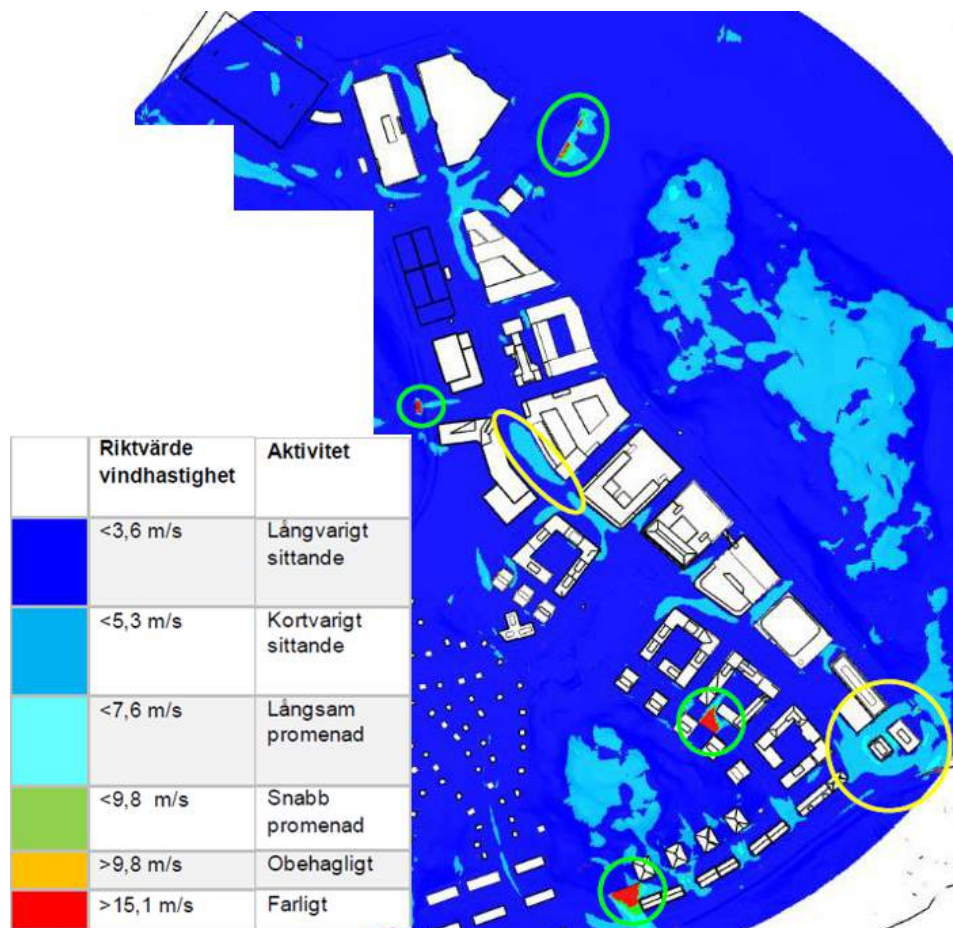 Riktvärde Aktivitet
vindhastighet
<3,6 m/s Långvarigt
sittande
<5,3 m/s Kortvarigt
sittande
<7,6 m/s Långsam
promenad
<9,8 m/s Snabb
promenad
>9,8 m/s Obehagligt
>15,1 m/s Farligt